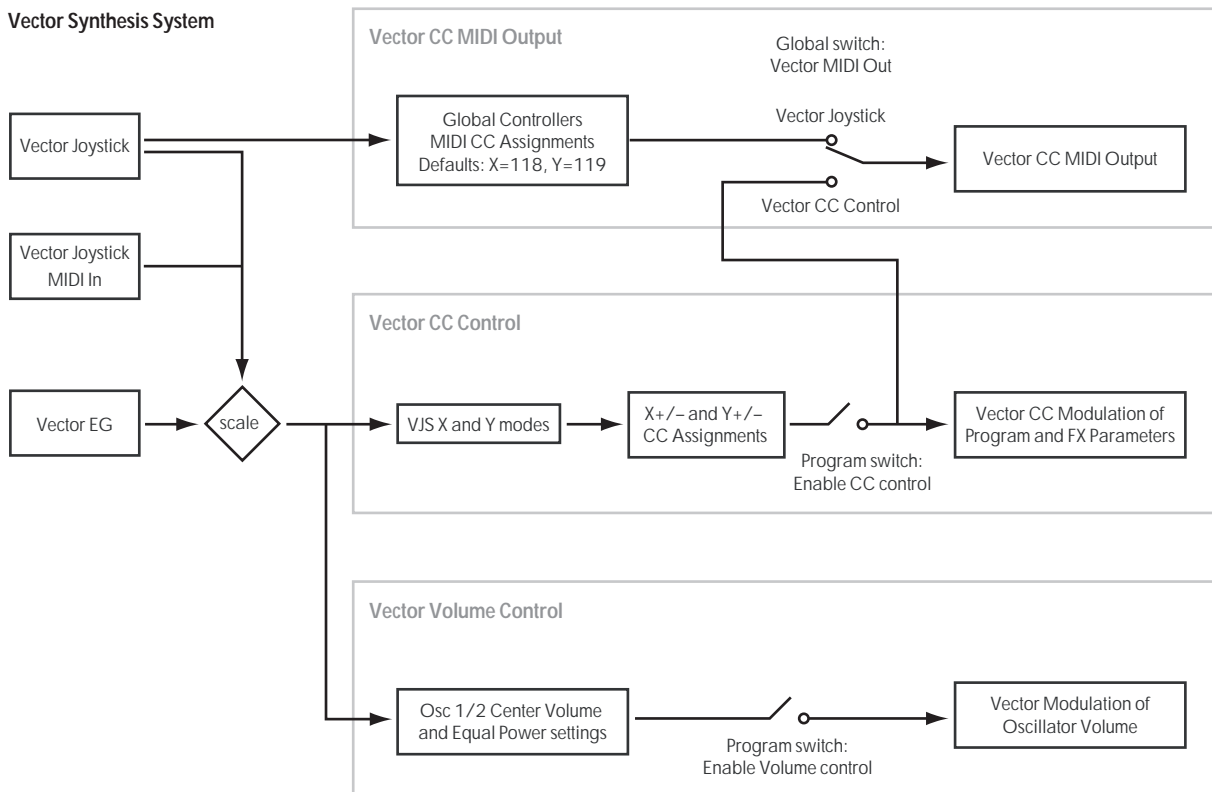 Vector Synthesis System
Vector CC MIDI Output
Global switch:
Vector MIDI Out
Vector Joystick
Global Controllers
MIDI CC Assignments
Defaults: X=118, Y=119
Vector Joystick
Vector CC MIDI Output
Vector CC Control
Vector Joystick
MIDI In
Vector CC Control
Vector EG
scale
VJS X and Y modes
X+/– and Y+/–
CC Assignments
Program switch:
Enable CC control
Vector CC Modulation of
Program and FX Parameters
Vector Volume Control
Osc 1/2 Center Volume
and Equal Power settings
Program switch:
Enable Volume control
Vector Modulation of
Oscillator Volume